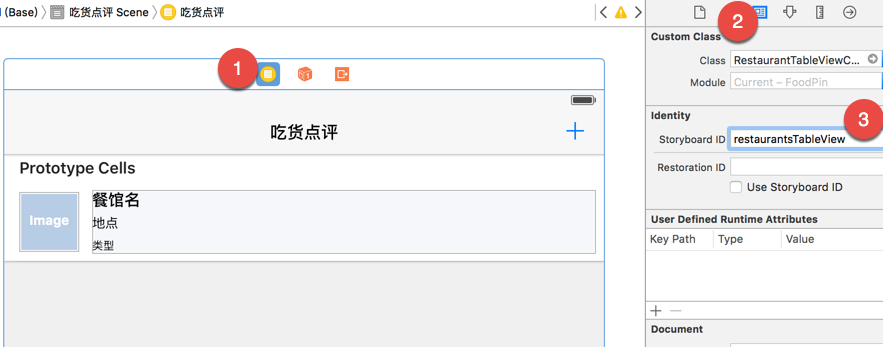 (Base) 吃货点评 Scene 吃货点评
1
2
吃货点评
Prototype Cells
Image
餐馆名
地点
类型
Custom Class
Class RestaurantTableViewC...
Module Current – FoodPin
Identity
3
Storyboard ID restaurantsTableView
Restoration ID
Use Storyboard ID
User Defined Runtime Attributes
Key Path Type Value
Document